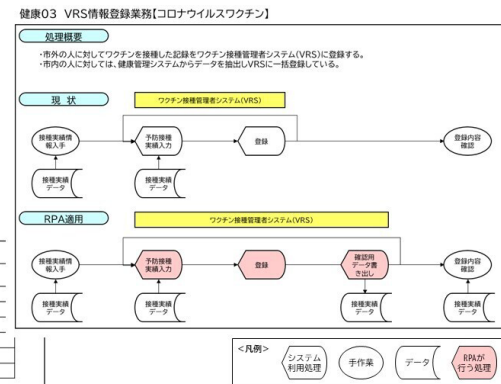 健康03 VRS情報登録業務【コロナウイルスワクチン】
処理概要
・市外の人に対してワクチンを接種した記録をワクチン接種管理者システム(VRS)に登録する。
・市内の人に対しては、健康管理システムからデータを抽出しVRSに一括登録している。
現 状
ワクチン接種管理者システム(VRS)
接種実績情
報入手
予防接種
実績入力
登録
登録内容
確認
接種実績
データ
接種実績
データ
RPA適用
ワクチン接種管理者システム(VRS)
接種実績情
報入手
予防接種
実績入力
登録
確認用
データ書
き出し
登録内容
確認
接種実績
データ
接種実績
データ
接種実績
データ
接種実績
データ
<凡例>
システム
利用処理
手作業
データ
RPAが
行う処理